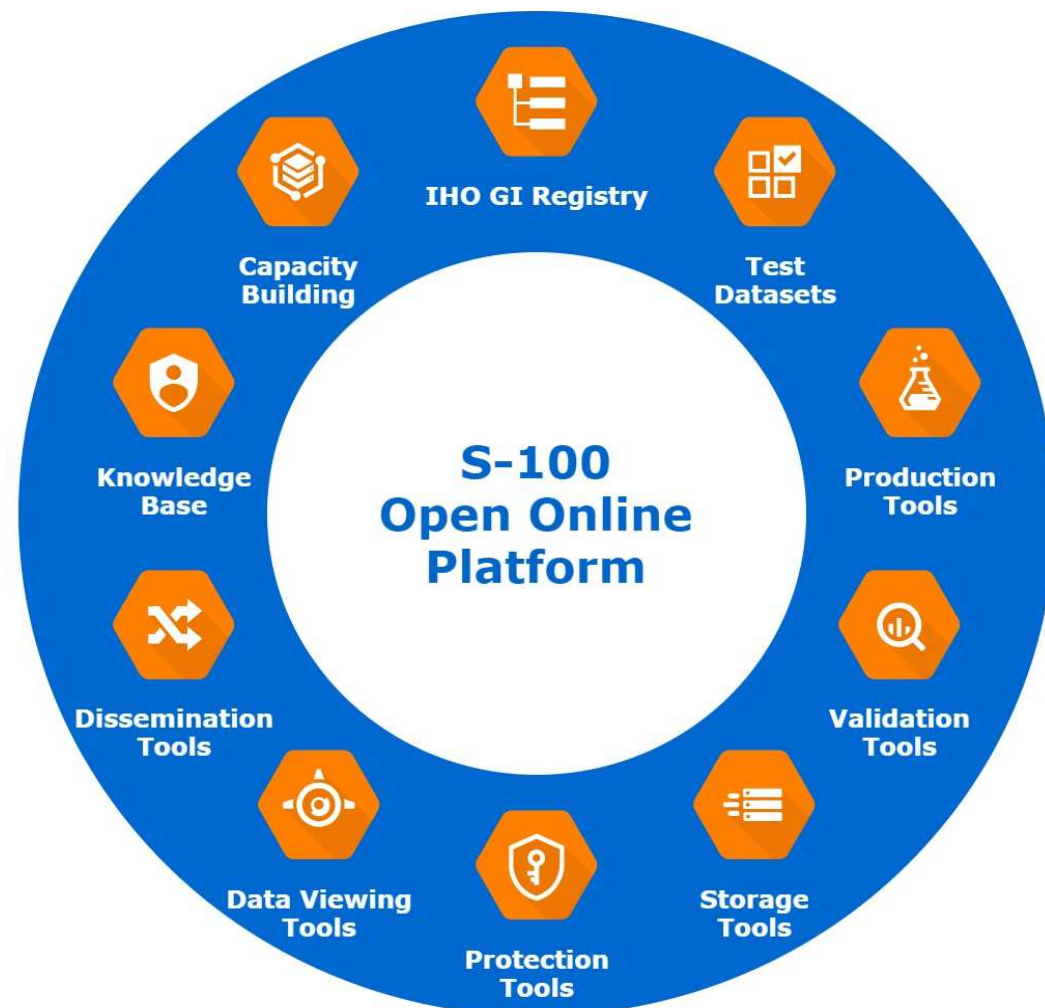 IHO GI Registry
Test
Datasets
Production
Tools
Validation
Tools
Storage
Tools
Protection
Tools
Data Viewing
Tools
Dissemination
Tools
Knowledge
Base
Capacity
Building
S-100
Open Online
Platform